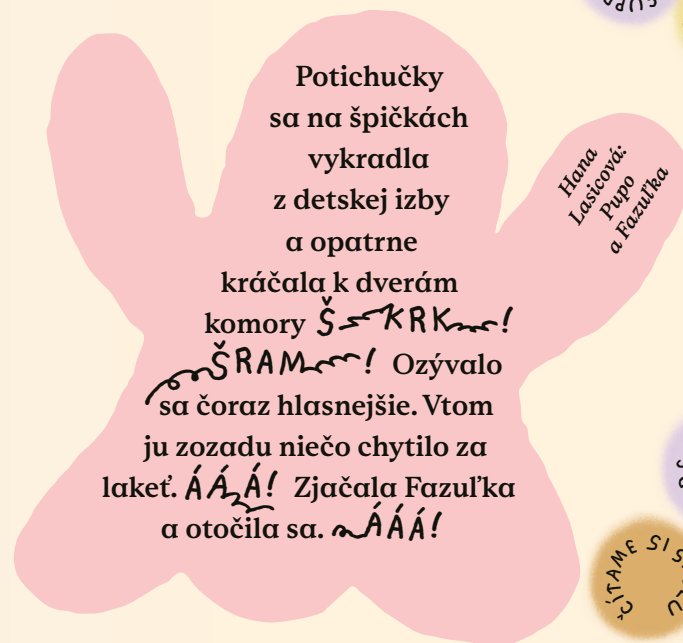 Potichučky
sa na špičkách
vykradla
z detskej izby
a opatrne
kráčala k dverám
komory Š KRK !
ŠRAM ! Ozývalo
sa čoraz hlasnejšie. Vtom
ju zozadu niečo chytilo za
lakeť. ÁÁÁ! Zjačala Fazuľka
a otočila sa. ÁÁÁ!
Hana
Lasicová:
Pupo
a Fazuľka
ČÍTAME SI S